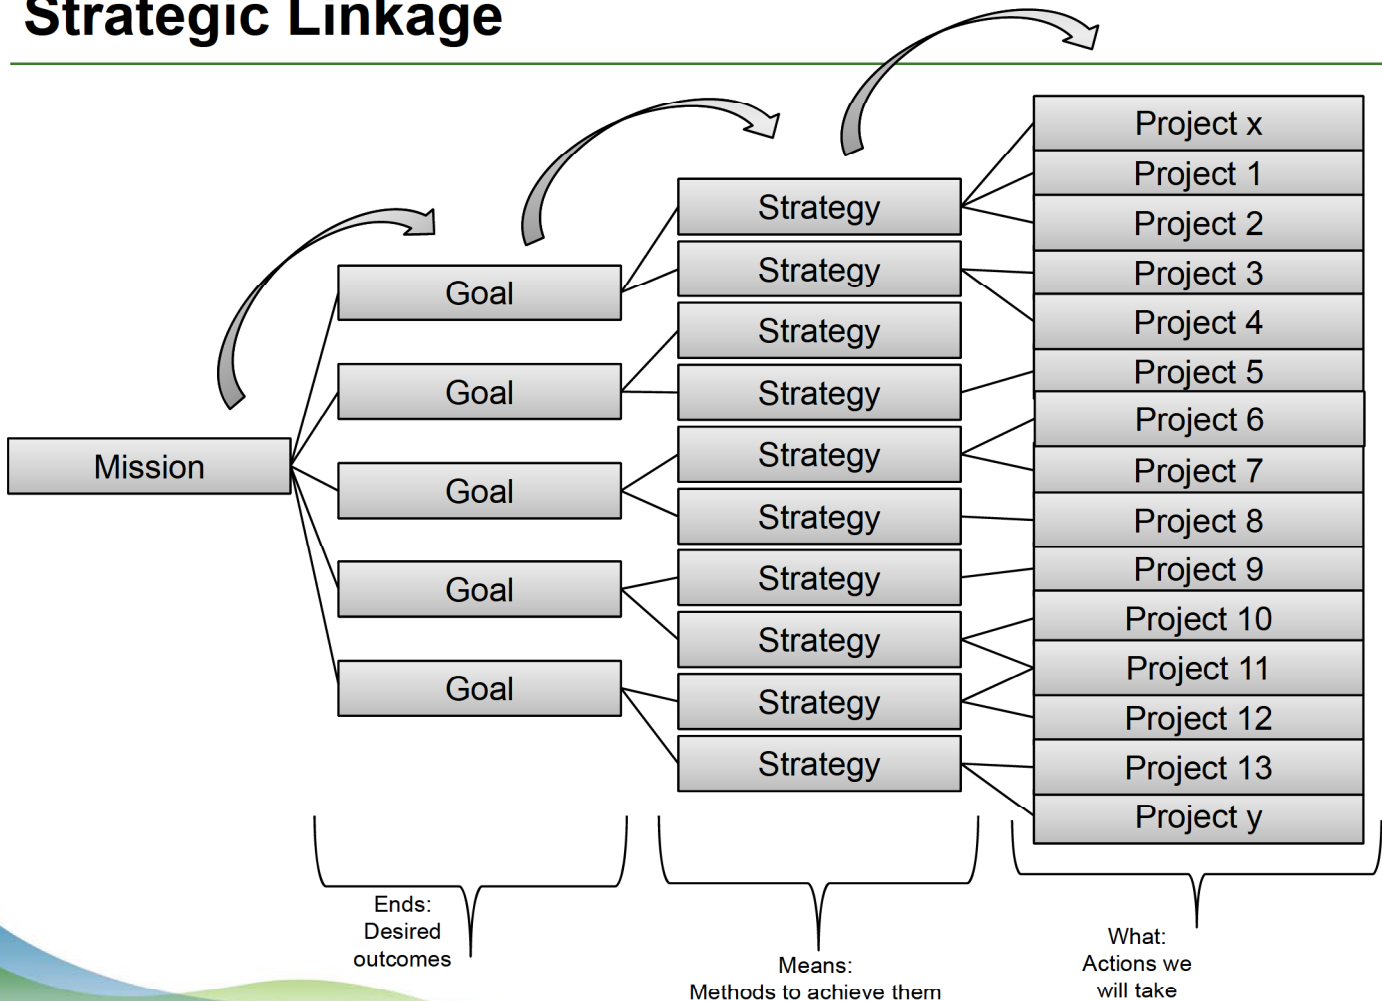 Strategic Linkage
Mission
Goal
Goal
Goal
Goal
Goal
Strategy
Strategy
Strategy
Strategy
Strategy
Strategy
Strategy
Strategy
Strategy
Strategy
Project x
Project 1
Project 2
Project 3
Project 4
Project 5
Project 6
Project 7
Project 8
Project 9
Project 10
Project 11
Project 12
Project 13
Project y
Ends:
Desired
outcomes
Means:
Methods to achieve them
What:
Actions we
will take